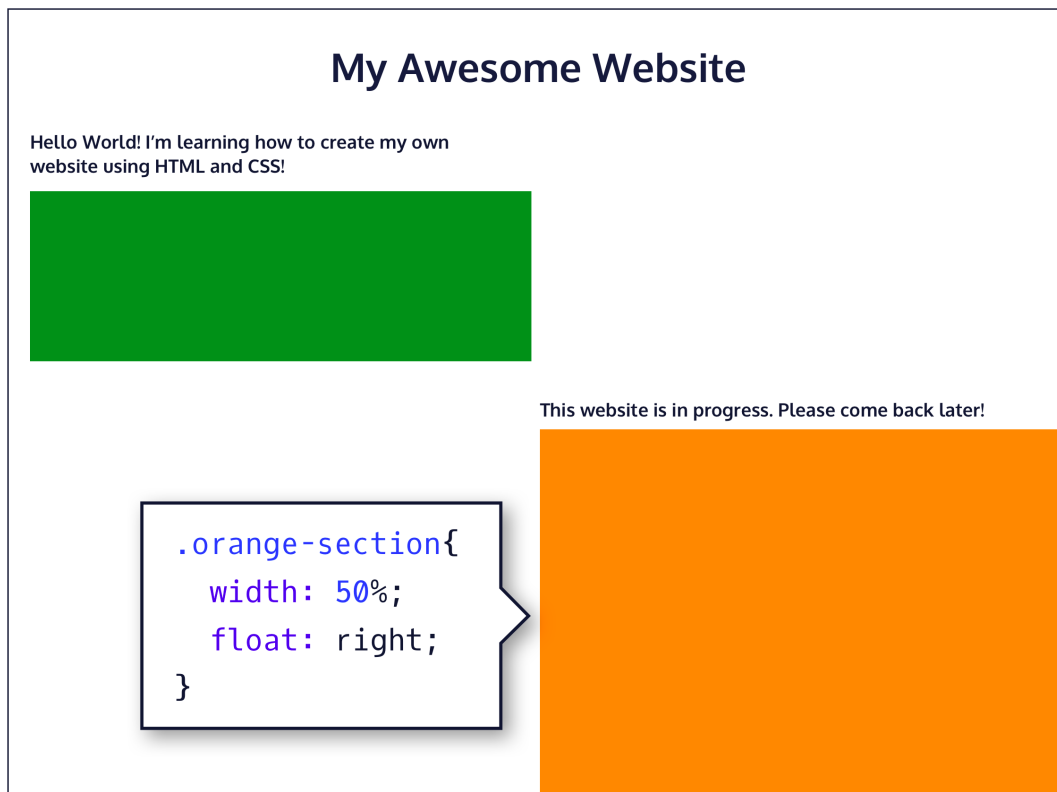 My Awesome Website
Hello World! I’m learning how to create my own
website using HTML and CSS!
This website is in progress. Please come back later!
.orange-section{
width: 50%;
float: right;
}